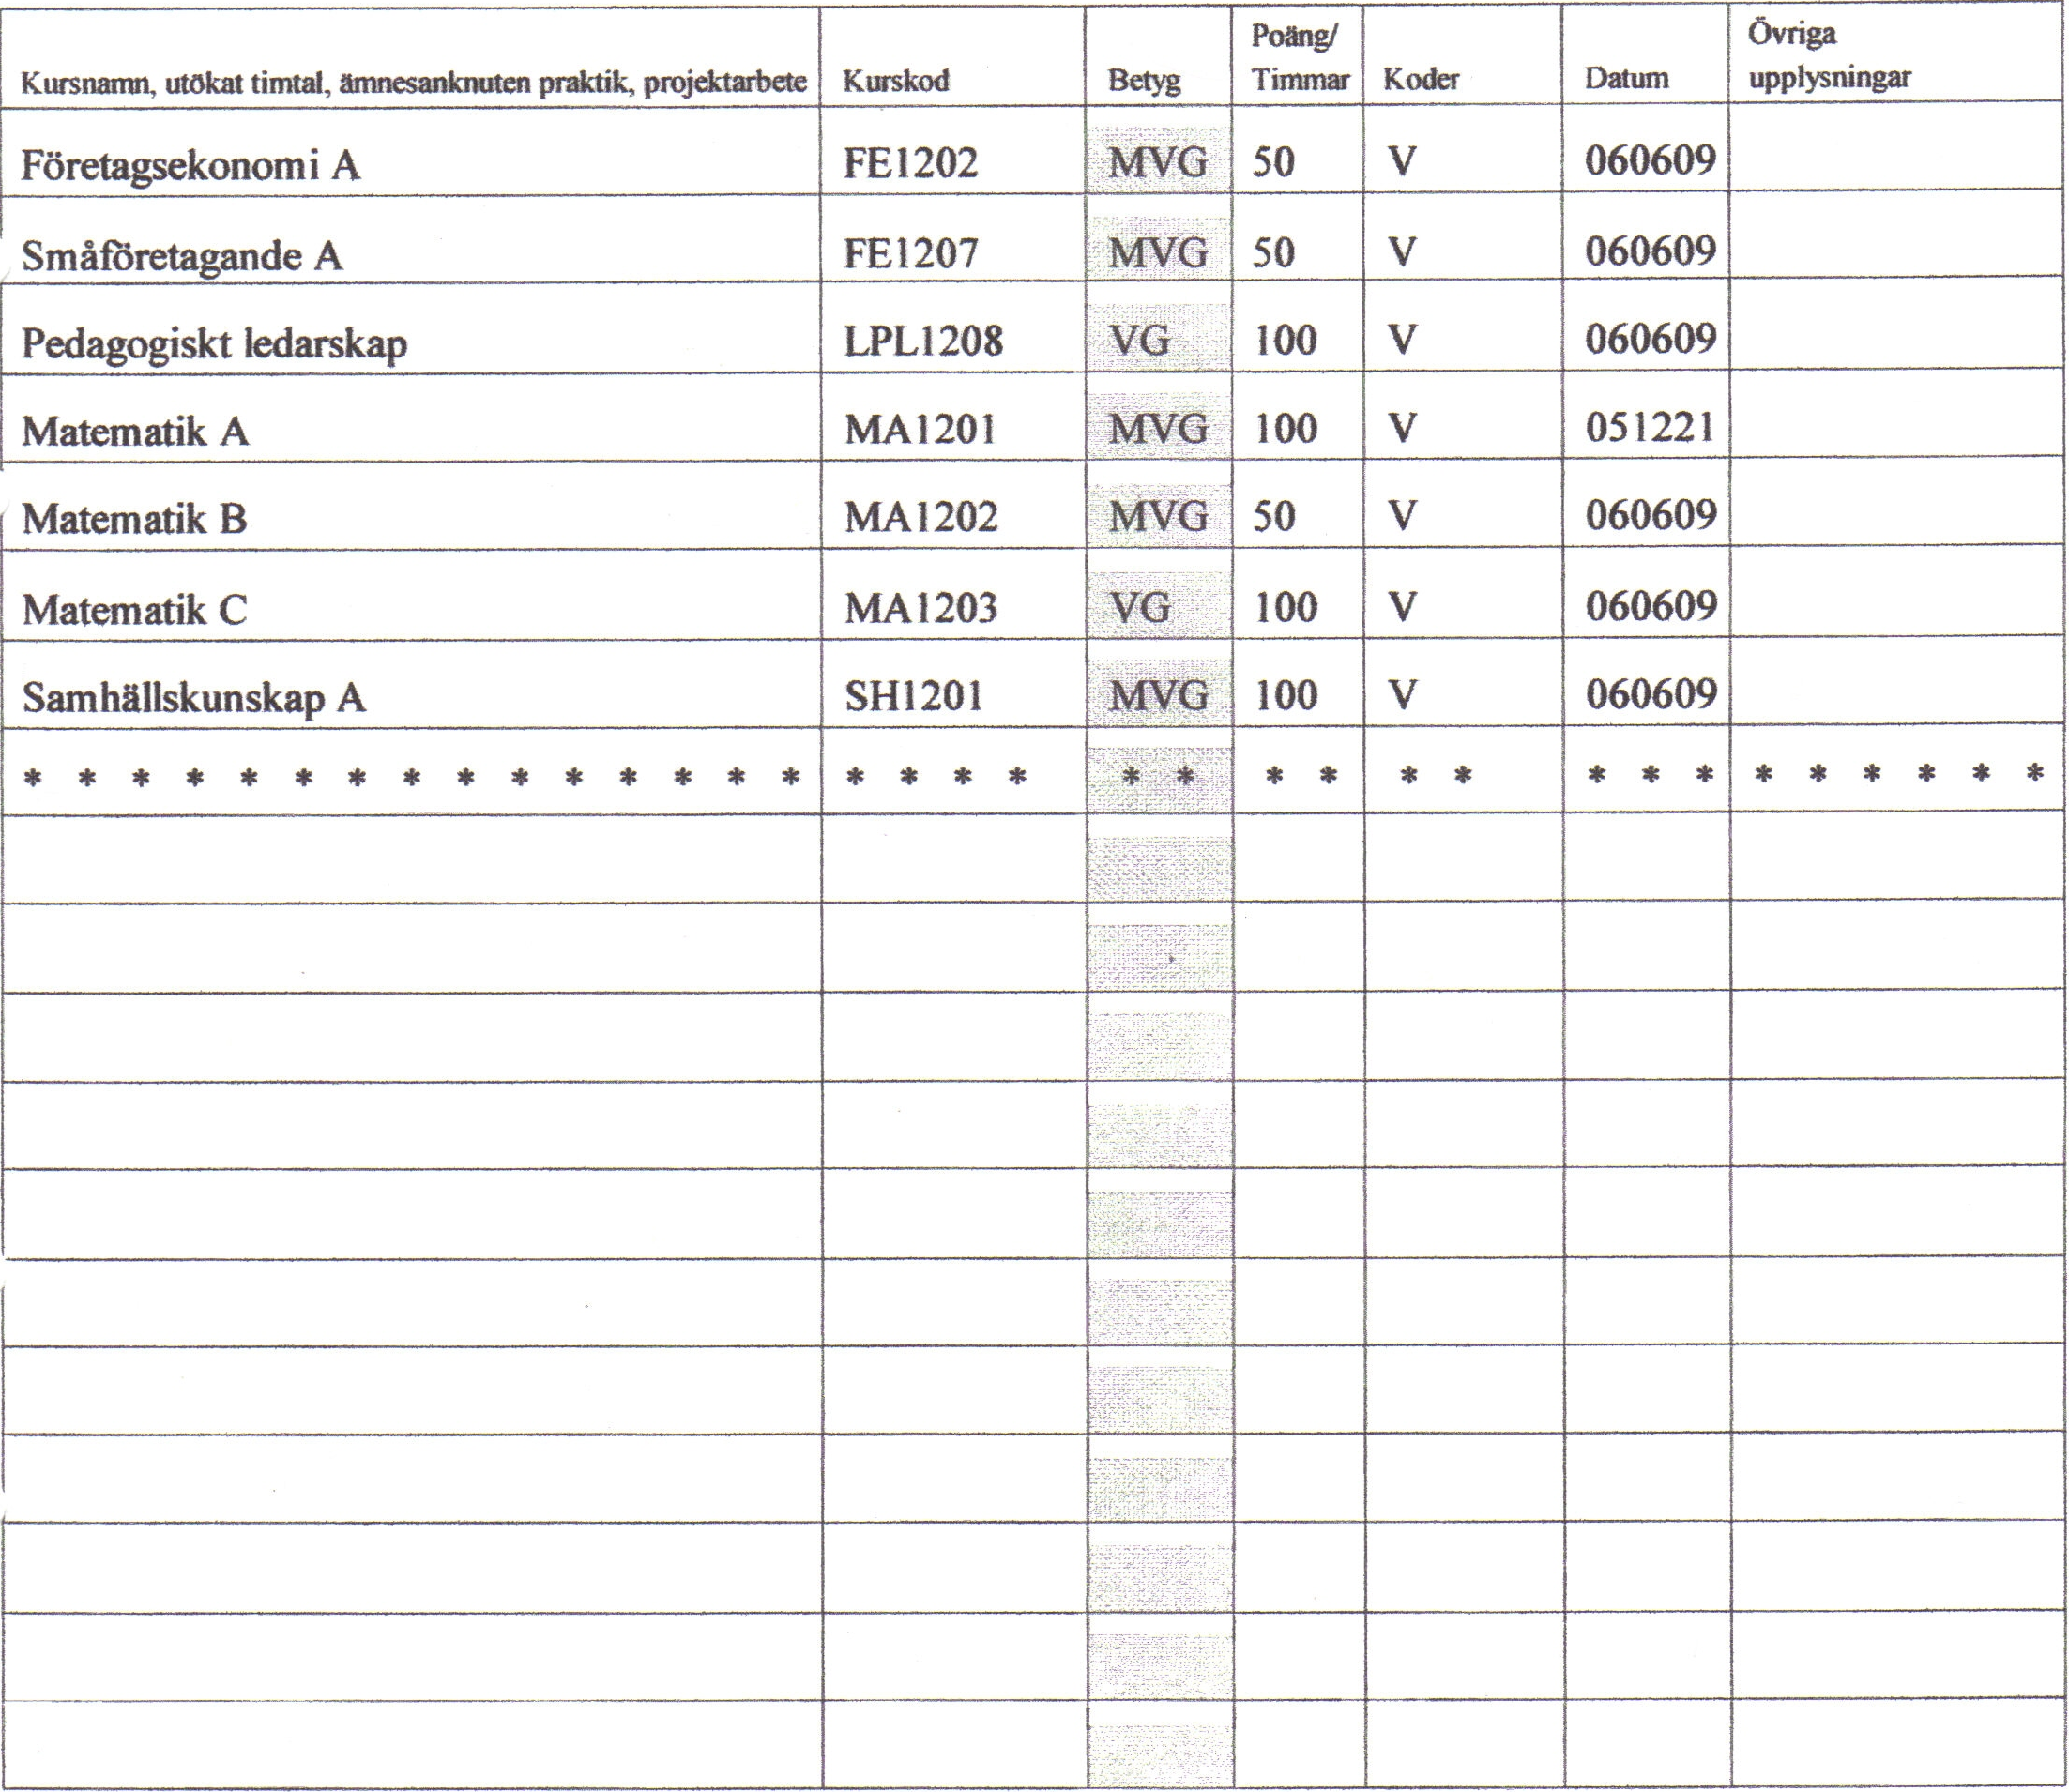 Kursnamn, utökat timtal, ämnesanknuten praktik, projektarbete Kurskod Betyg Poäng/ Timmar Koder Datum Övriga upplysningar
Företagsekonomi A FE1202 MVG 50 V 060609
Småföretagande A FE1207 MVG 50 V 060609
Pedagogiskt ledarskap LPL1208 VG 100 V 060609
Matematik A MA1201 MVG 100 V 051221
Matematik B MA1202 MVG 50 V 060609
Matematik C MA1203 VG 100 V 060609
Samhällskunskap A SH1201 MVG 100 V 060609
* * * * * * * * * * * * * * * * * * * * * * * * * * * * * * * * * *